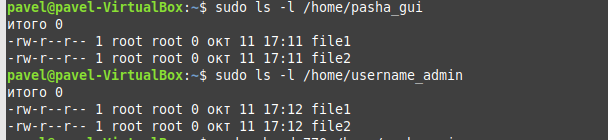 pavel@pavel-VirtualBox:~$ sudo ls -l /home/pasha_gui
итого 0
-rw-r--r-- 1 root root 0 окт 11 17:11 file1
-rw-r--r-- 1 root root 0 окт 11 17:11 file2
pavel@pavel-VirtualBox:~$ sudo ls -l /home/username_admin
итого 0
-rw-r--r-- 1 root root 0 окт 11 17:12 file1
-rw-r--r-- 1 root root 0 окт 11 17:12 file2